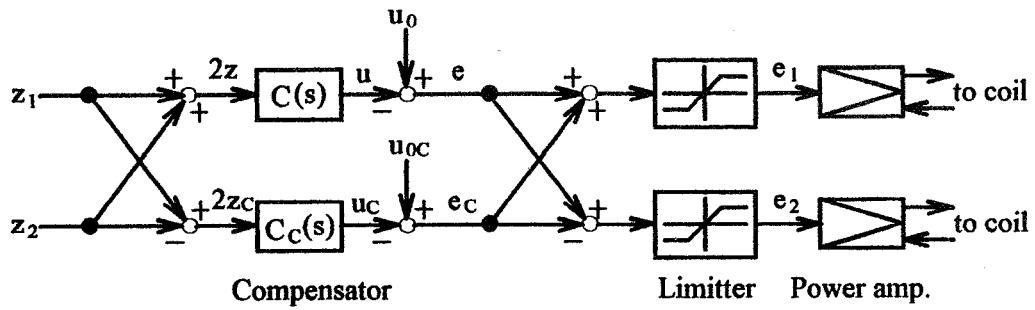 u₀
z₁ + + 2z C(s) u − + e + + e₁ to coil
u₀C
z₂ + − 2zC CC(s) uC − + eC + − e₂ to coil
Compensator Limitter Power amp.